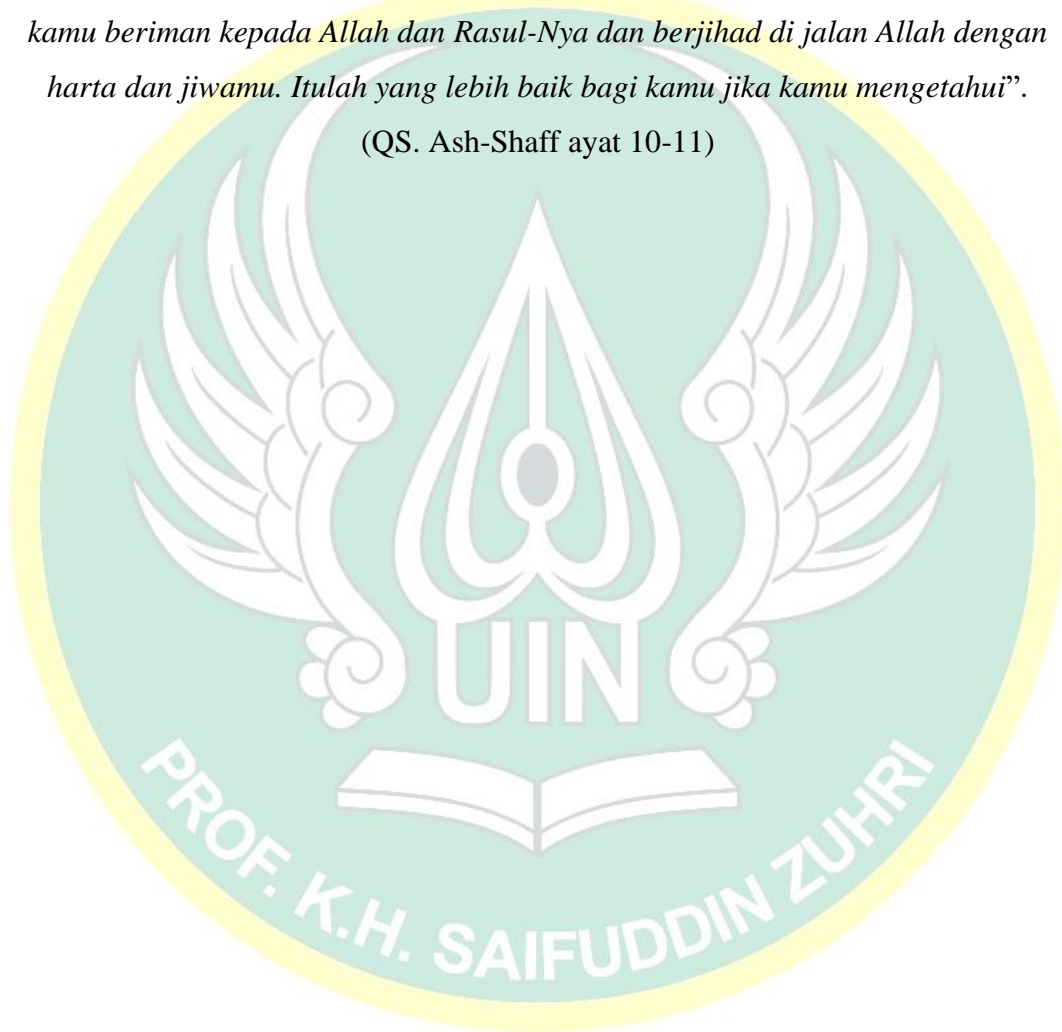 kamu beriman kepada Allah dan Rasul-Nya dan berjihad di jalan Allah dengan
harta dan jiwamu. Itulah yang lebih baik bagi kamu jika kamu mengetahui”.
(QS. Ash-Shaff ayat 10-11)
UIN
PROF. K.H. SAIFUDDIN ZUHRI